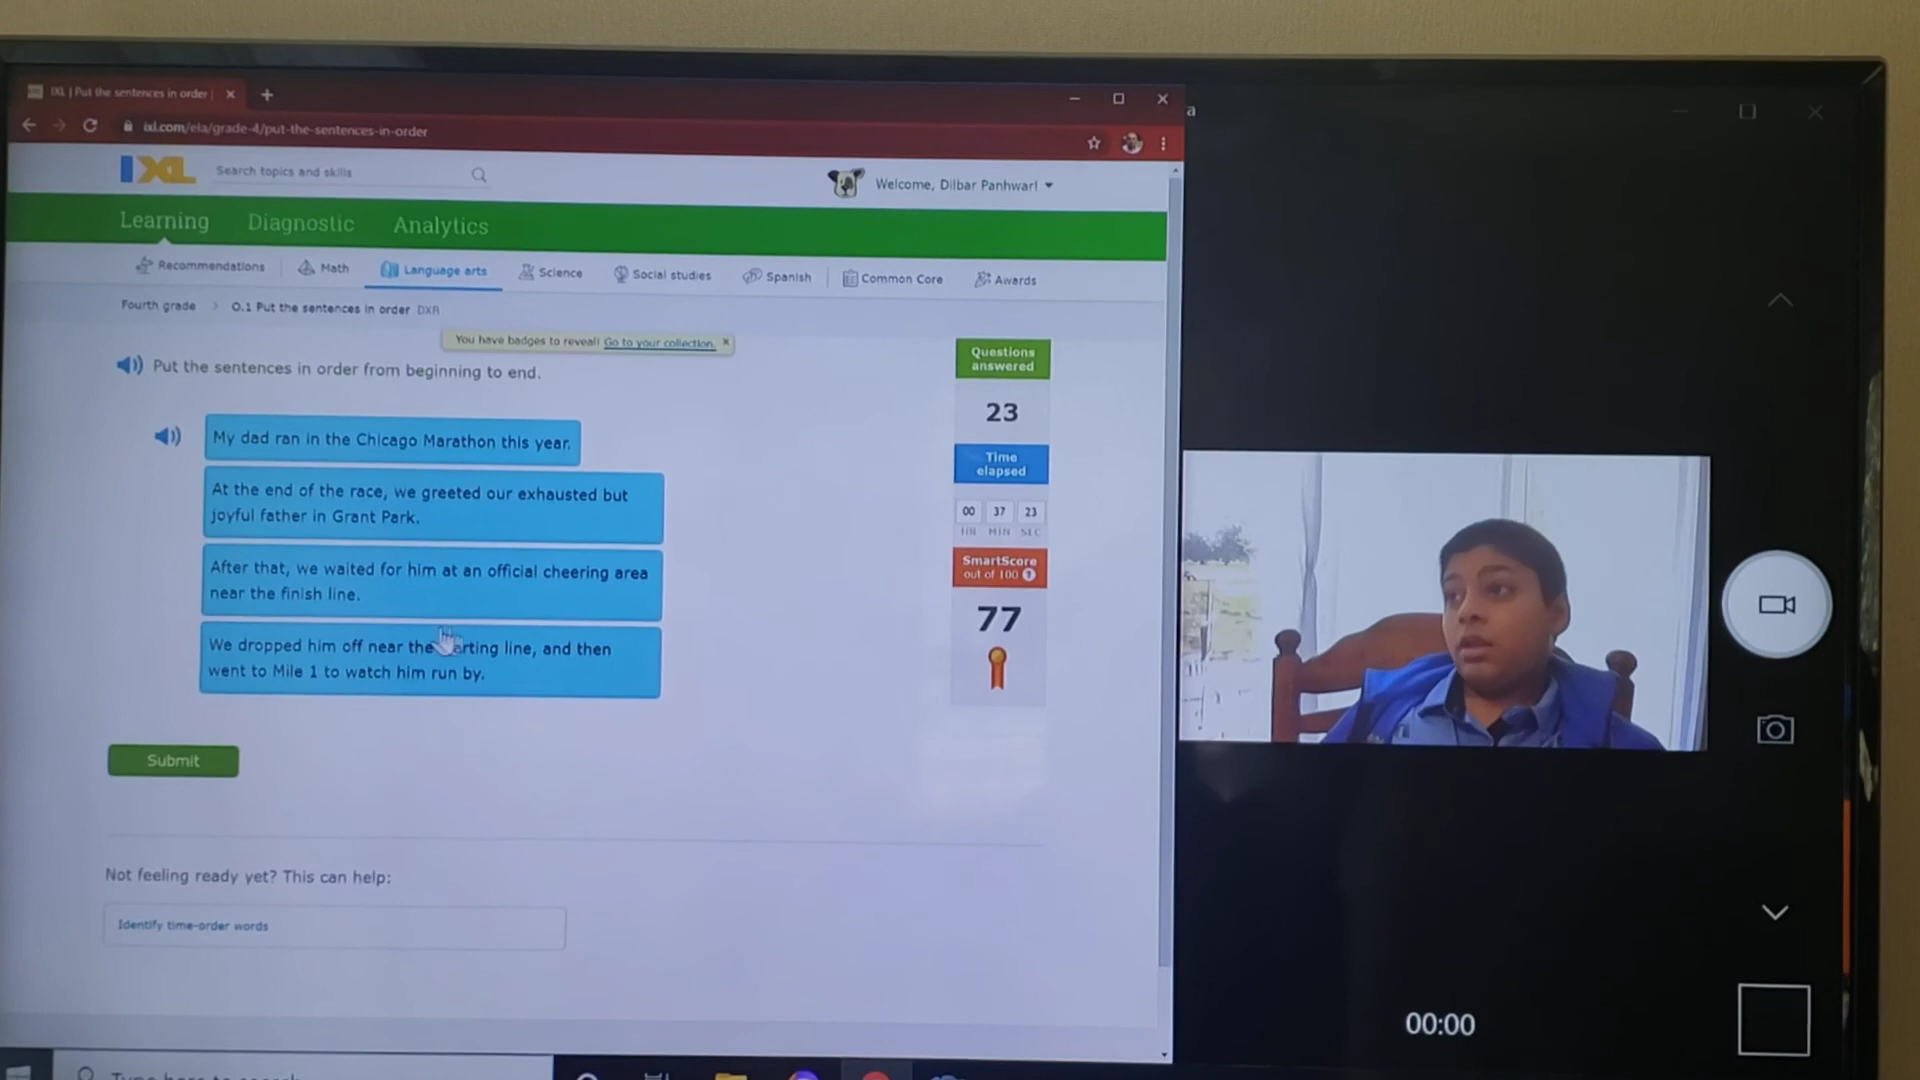 IXL | Put the sentences in order |
a
ixl.com/ela/grade-4/put-the-sentences-in-order
IXL
Search topics and skills
Welcome, Dilbar Panhwar!
Learning
Diagnostic
Analytics
Recommendations
Math
Language arts
Science
Social studies
Spanish
Common Core
Awards
Fourth grade > O.1 Put the sentences in order DXR
You have badges to reveal! Go to your collection. x
Put the sentences in order from beginning to end.
My dad ran in the Chicago Marathon this year.
At the end of the race, we greeted our exhausted but
joyful father in Grant Park.
After that, we waited for him at an official cheering area
near the finish line.
We dropped him off near the arting line, and then
went to Mile 1 to watch him run by.
Submit
Questions
answered
23
Time
elapsed
00 37 23
HR MIN SEC
SmartScore
out of 100 ?
77
Not feeling ready yet? This can help:
Identify time-order words
00:00
Type here to search